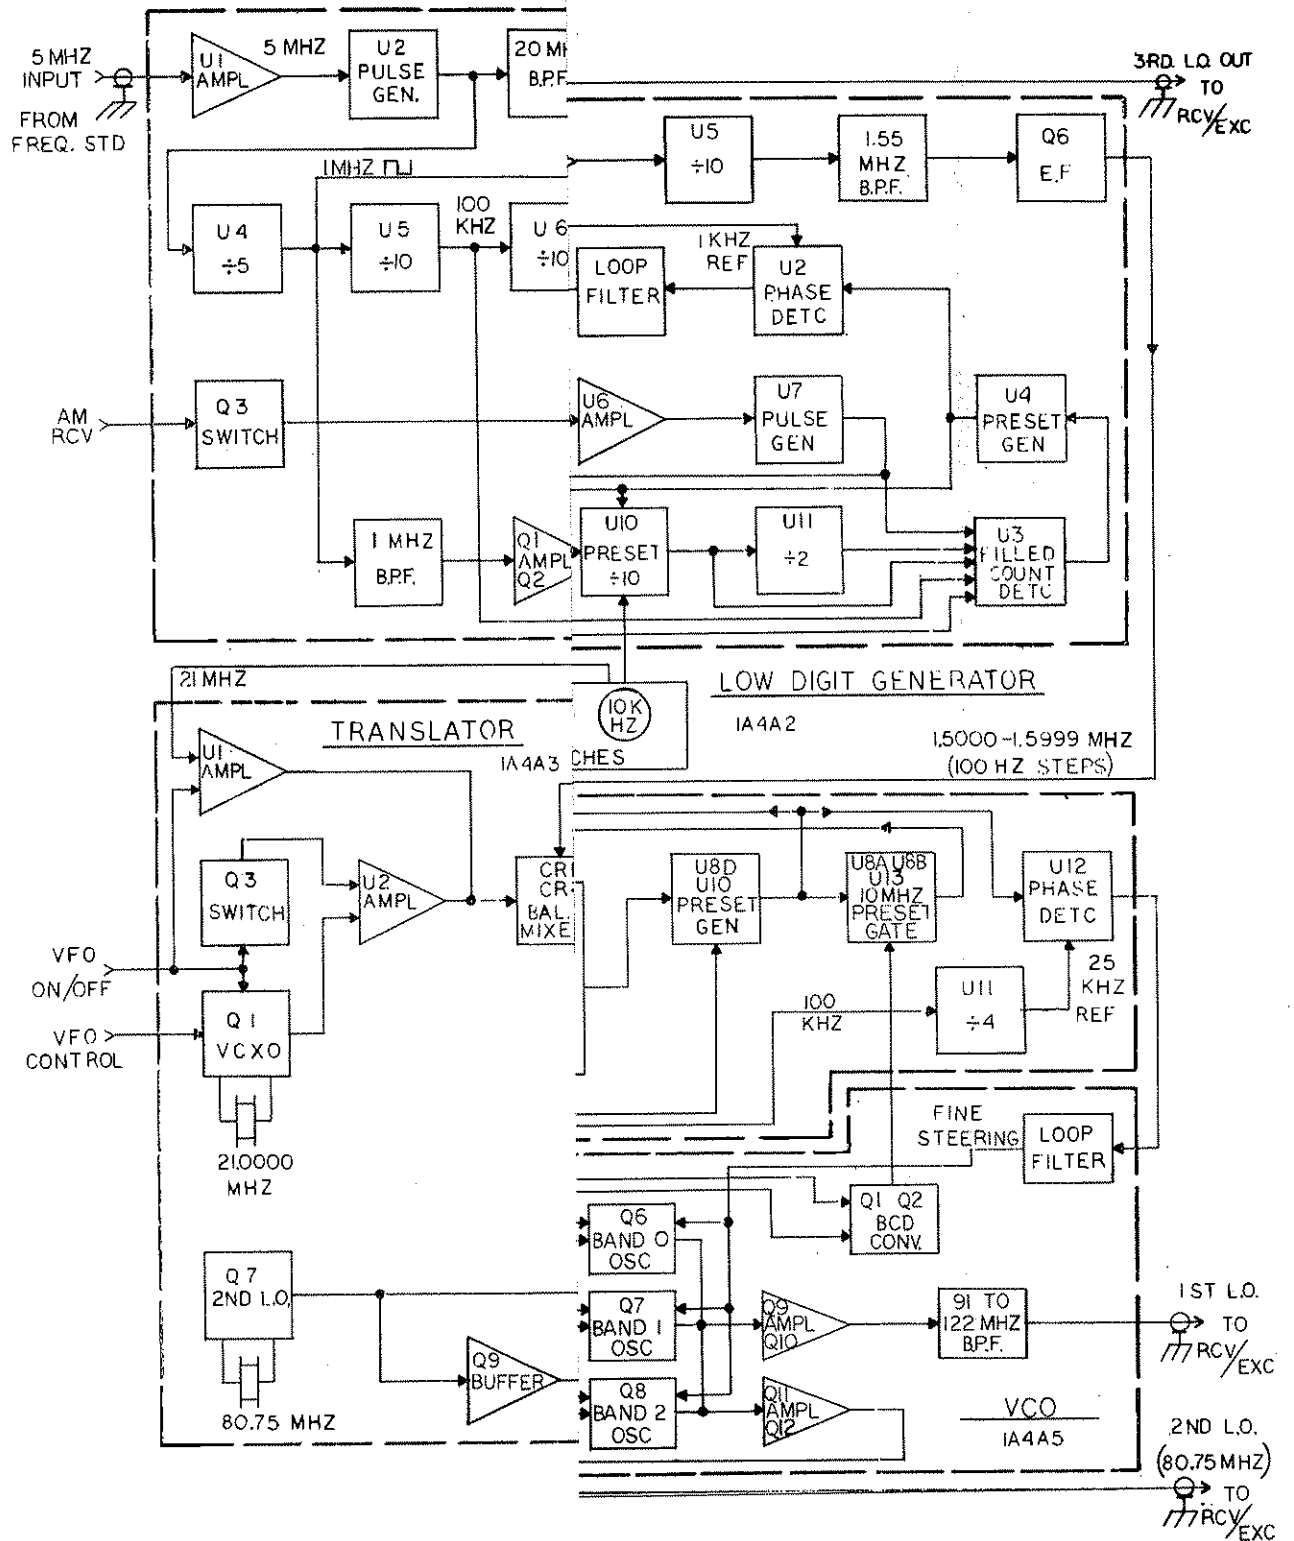 5 MHZ
INPUT
FROM
FREQ. STD
U1
AMPL
5 MHZ
U2
PULSE
GEN.
20 MH
B.P.F.
3RD. L.O. OUT
TO
RCV/EXC
U5
÷10
1.55
MHZ
B.P.F.
Q6
E.F
1 MHZ
U4
÷5
U5
÷10
100
KHZ
U6
÷10
LOOP
FILTER
1 KHZ
REF
U2
PHASE
DETC
AM
RCV
Q3
SWITCH
U6
AMPL
U7
PULSE
GEN
U4
PRESET
GEN
1 MHZ
B.P.F.
Q1
AMPL
Q2
U10
PRESET
÷10
U11
÷2
U3
FILLED
COUNT
DETC
21 MHZ
TRANSLATOR
1A4A3
10K
HZ
CHES
LOW DIGIT GENERATOR
1A4A2
1.5000-1.5999 MHZ
(100 HZ STEPS)
U1
AMPL
Q3
SWITCH
U2
AMPL
CR1
CR
BAL.
MIXE
U8D
U10
PRESET
GEN
U8A U8B
U13
10MHZ
PRESET
GATE
U12
PHASE
DETC
VFO
ON/OFF
VFO
CONTROL
Q1
VCXO
21.0000
MHZ
100
KHZ
U11
÷4
25
KHZ
REF
FINE
STEERING
LOOP
FILTER
Q1 Q2
BCD
CONV.
Q6
BAND 0
OSC
Q7
2ND L.O.
80.75 MHZ
Q9
BUFFER
Q7
BAND 1
OSC
Q9
AMPL
Q10
91 TO
122 MHZ
B.P.F.
1ST L.O.
TO
RCV/EXC
Q8
BAND 2
OSC
Q11
AMPL
Q12
VCO
1A4A5
2ND L.O.
(80.75 MHZ)
TO
RCV/EXC